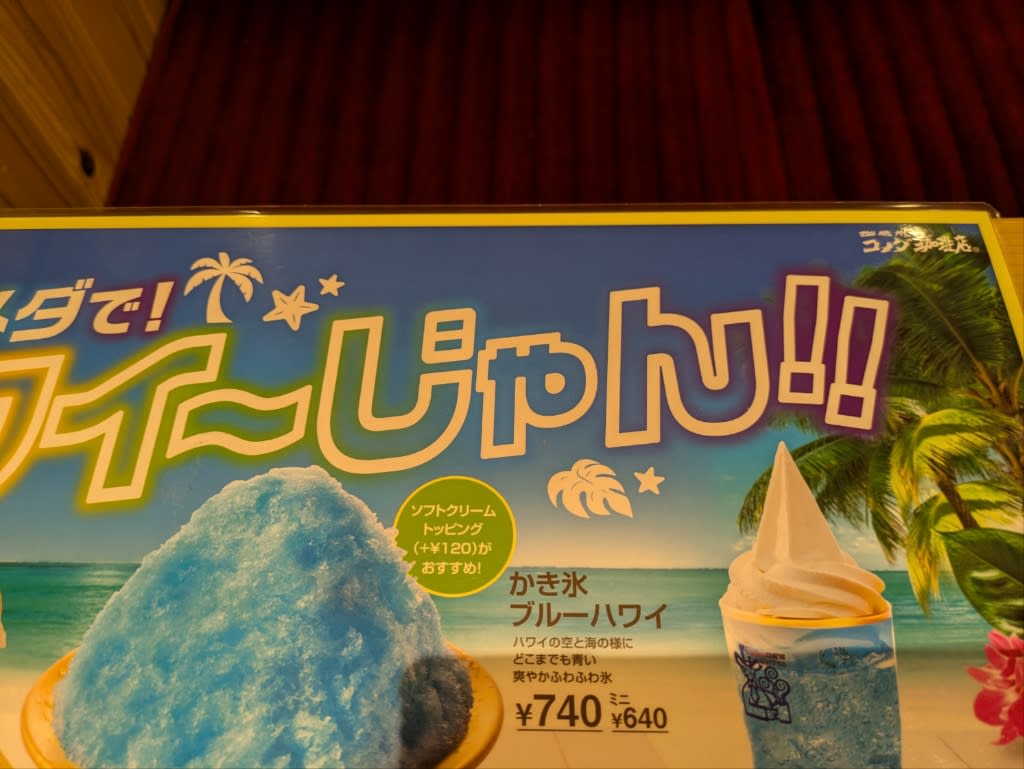 コメダ珈琲店
メダで!
ワイ〜じゃん!!
ソフトクリーム
トッピング
(+¥120)が
おすすめ!
かき氷
ブルーハワイ
ハワイの空と海の様に
どこまでも青い
爽やかふわふわ氷
¥740 ミニ ¥640